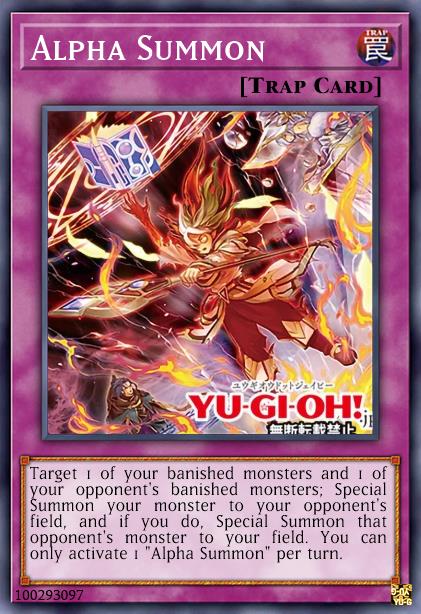 Alpha Summon
TRAP
罠
[Trap Card]
ユウギオウドットジェイピー
YU-GI-OH!
無断転載禁止
Target 1 of your banished monsters and 1 of
your opponent's banished monsters; Special
Summon your monster to your opponent's
field, and if you do, Special Summon that
opponent's monster to your field. You can
only activate 1 "Alpha Summon" per turn.
100293097